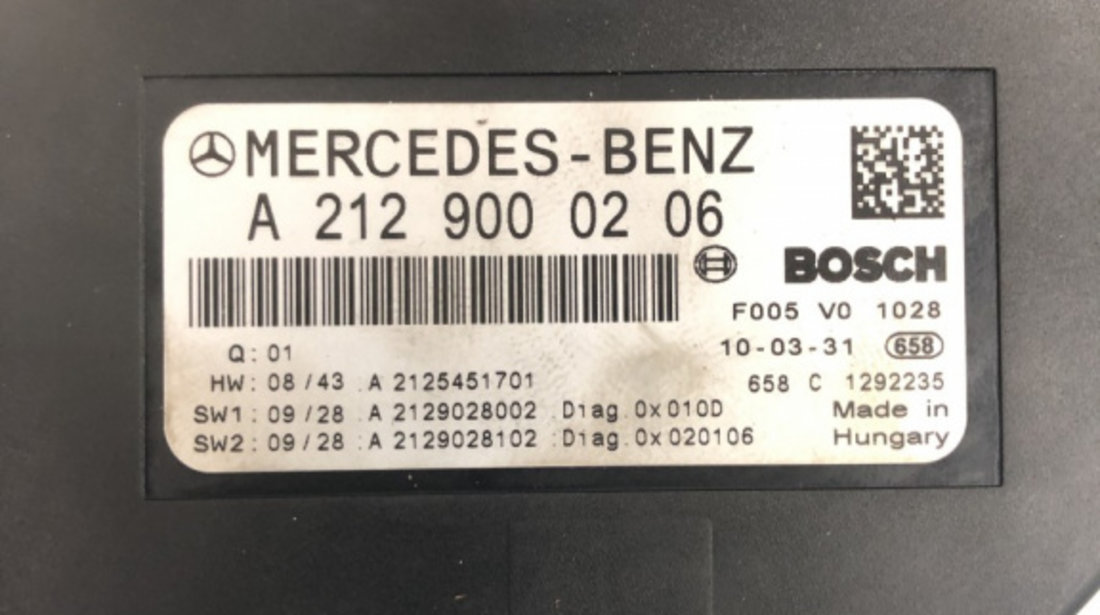 MERCEDES-BENZ
A 212 900 02 06
BOSCH
F005 V0 1028
Q: 01
10-03-31 658
HW: 08/43 .A 2125451701
658 C 1292235
SW1: 09/28 .A 2129028002 .Diag.0x010D
Made in
SW2: 09/28 .A 2129028102 :Diag.0x020106
Hungary